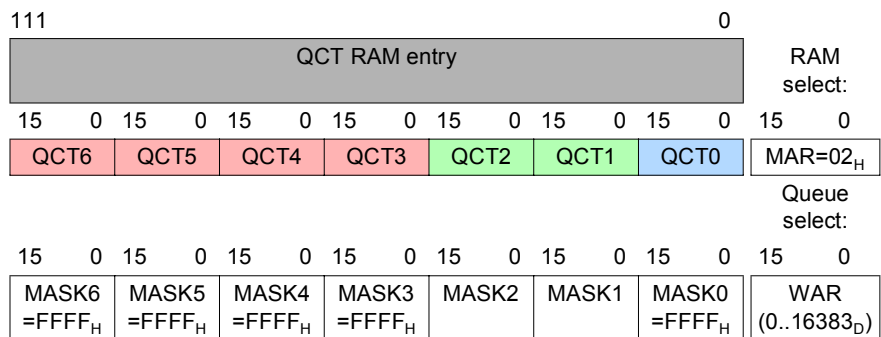 111 0
QCT RAM entry
RAM
select:
15 0 15 0 15 0 15 0 15 0 15 0 15 0 15 0
QCT6 QCT5 QCT4 QCT3 QCT2 QCT1 QCT0 MAR=02H
Queue
select:
15 0 15 0 15 0 15 0 15 0 15 0 15 0 15 0
MASK6 MASK5 MASK4 MASK3 MASK2 MASK1 MASK0 WAR
=FFFFH =FFFFH =FFFFH =FFFFH =FFFFH (0..16383D)